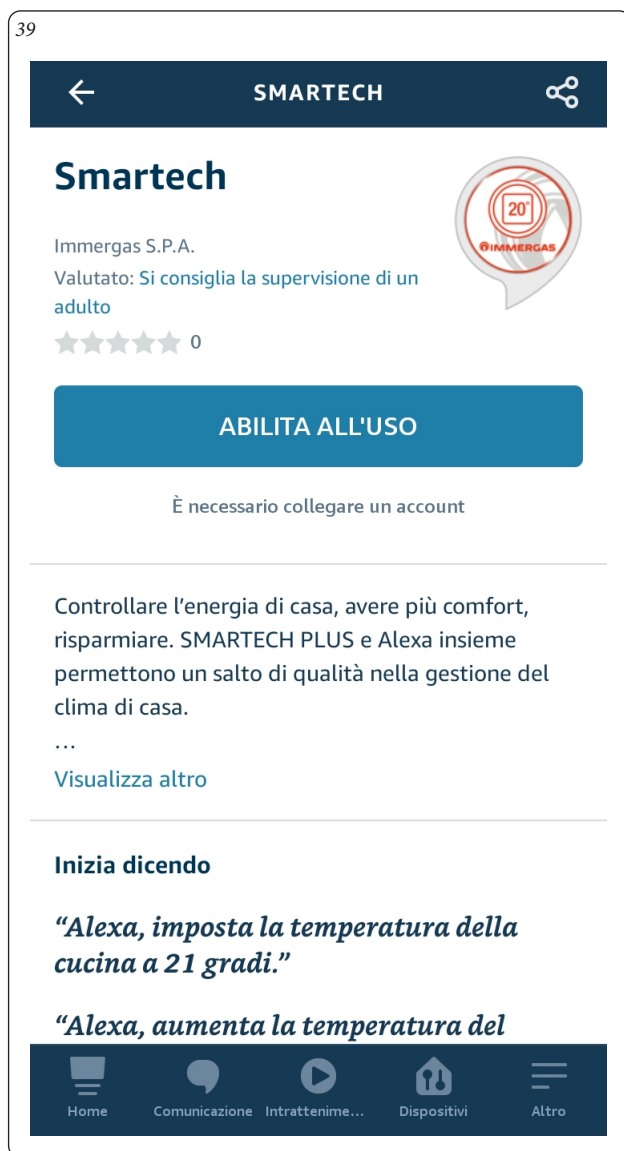 39
SMARTECH
Smartech
Immergas S.P.A.
Valutato: Si consiglia la supervisione di un
adulto
0
20°
IMMERGAS
ABILITA ALL'USO
È necessario collegare un account
Controllare l'energia di casa, avere più comfort,
risparmiare. SMARTECH PLUS e Alexa insieme
permettono un salto di qualità nella gestione del
clima di casa.
...
Visualizza altro
Inizia dicendo
“Alexa, imposta la temperatura della
cucina a 21 gradi.”
“Alexa, aumenta la temperatura del
Home Comunicazione Intrattenime... Dispositivi Altro